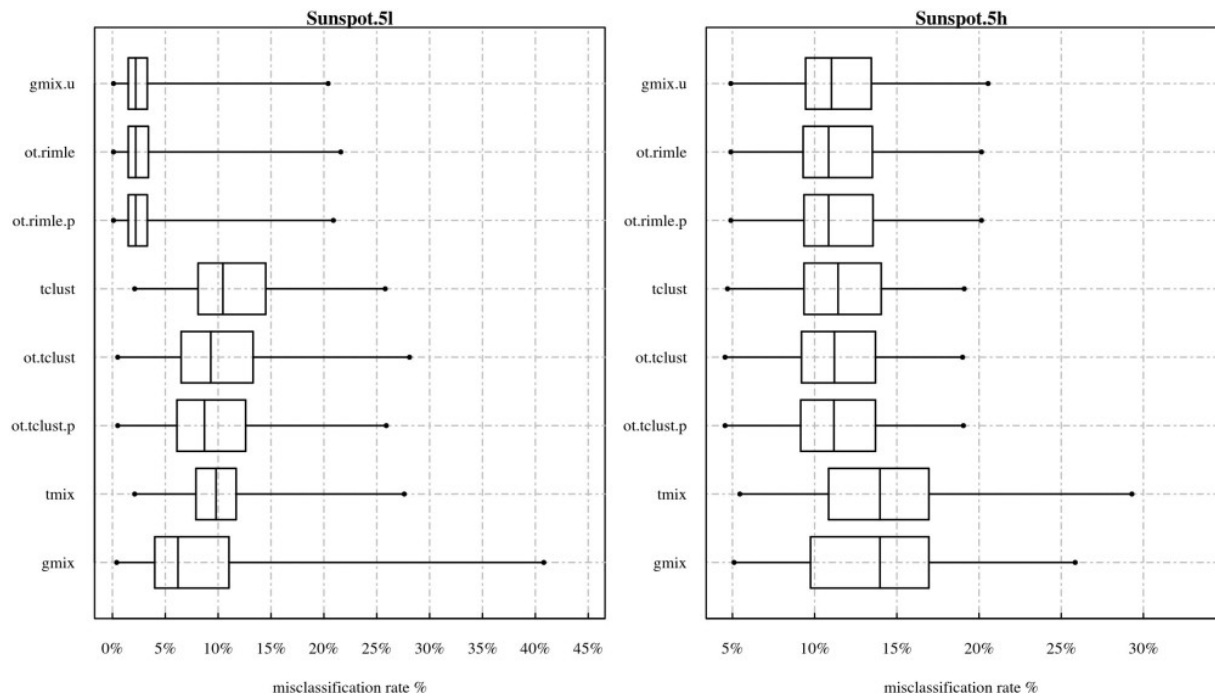 Sunspot.5l
gmix.u
ot.rimle
ot.rimle.p
tclust
ot.tclust
ot.tclust.p
tmix
gmix
0% 5% 10% 15% 20% 25% 30% 35% 40% 45%
misclassification rate %
Sunspot.5h
gmix.u
ot.rimle
ot.rimle.p
tclust
ot.tclust
ot.tclust.p
tmix
gmix
5% 10% 15% 20% 25% 30%
misclassification rate %